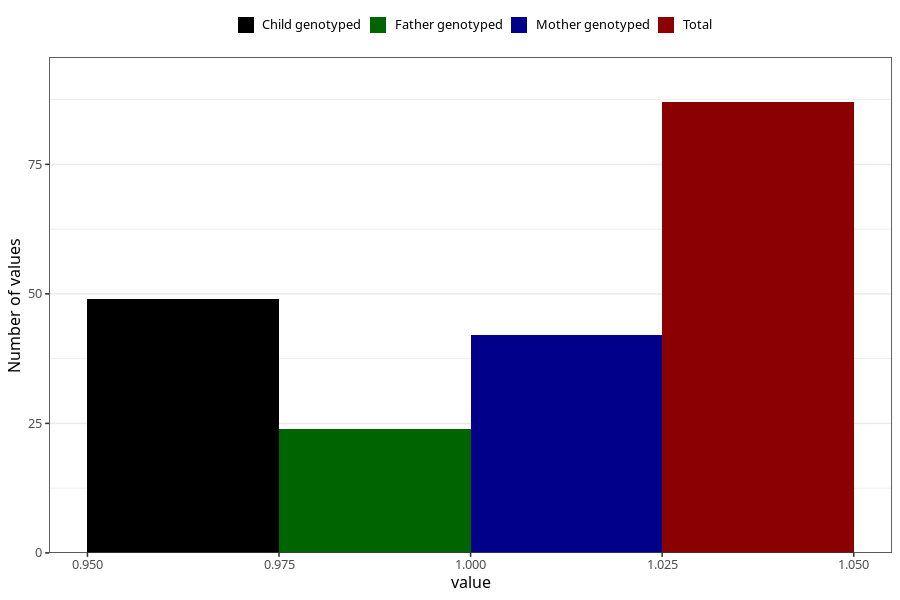 Child genotyped Father genotyped Mother genotyped Total
Number of values
75
50
25
0
0.950 0.975 1.000 1.025 1.050
value